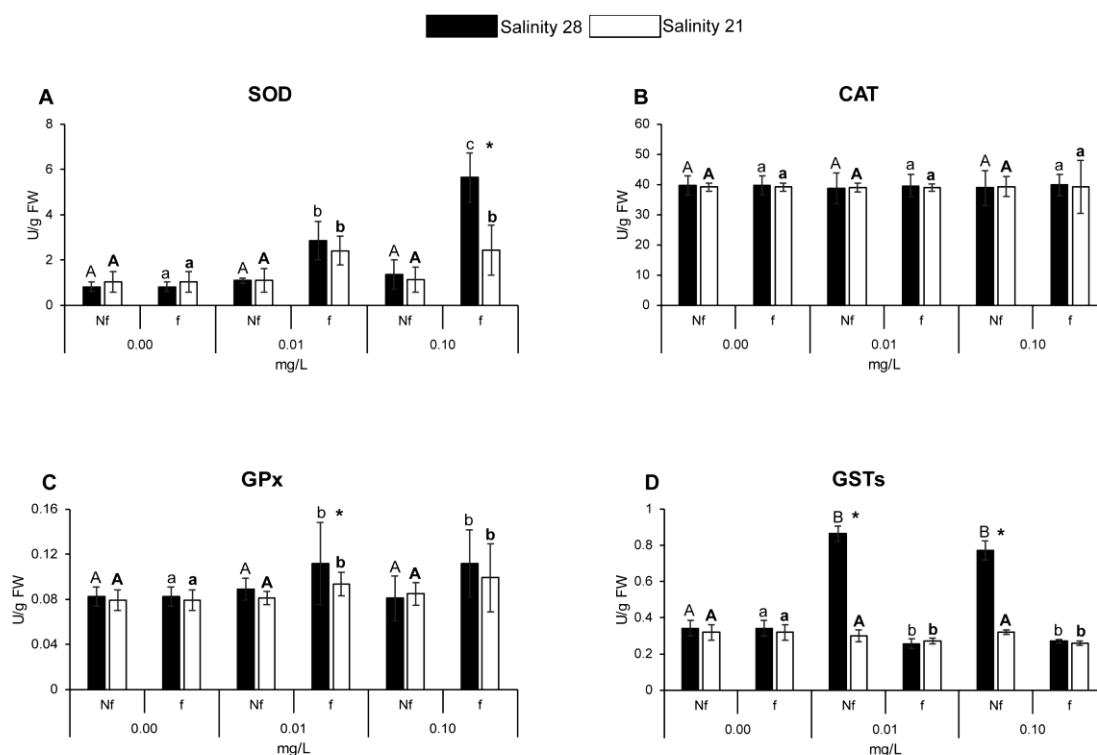 Salinity 28 Salinity 21
A SOD
8
6
4
2
0
U/g FW
A A a a A A b b A A c * b
Nf f Nf f Nf f
0.00 0.01 0.10
mg/L
B CAT
60
50
40
30
20
10
0
U/g FW
A A a a A A a a A A a a
Nf f Nf f Nf f
0.00 0.01 0.10
mg/L
C GPx
0.16
0.12
0.08
0.04
0
U/g FW
A A a a A A b * b A A b b
Nf f Nf f Nf f
0.00 0.01 0.10
mg/L
D GSTs
1
0.8
0.6
0.4
0.2
0
U/g FW
A A a a B * A b b B * A b b
Nf f Nf f Nf f
0.00 0.01 0.10
mg/L